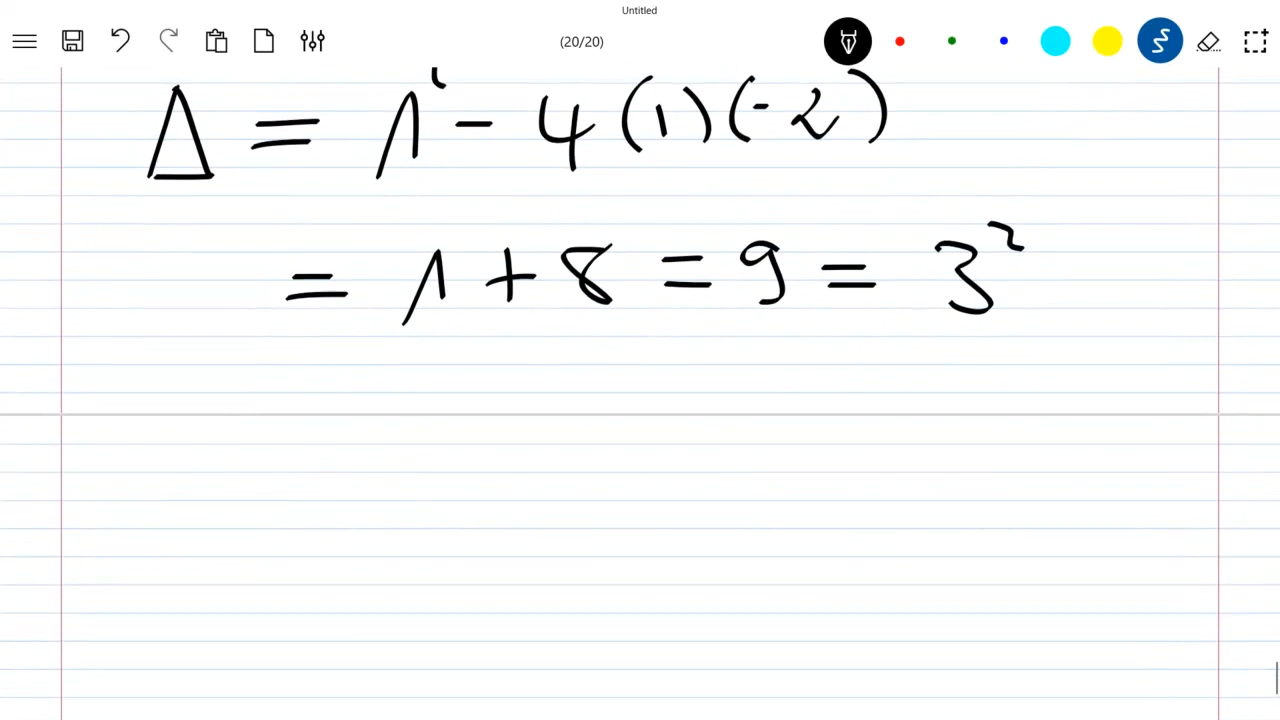 Untitled
(20/20)
Δ = 1² - 4(1)(-2)
= 1 + 8 = 9 = 3²